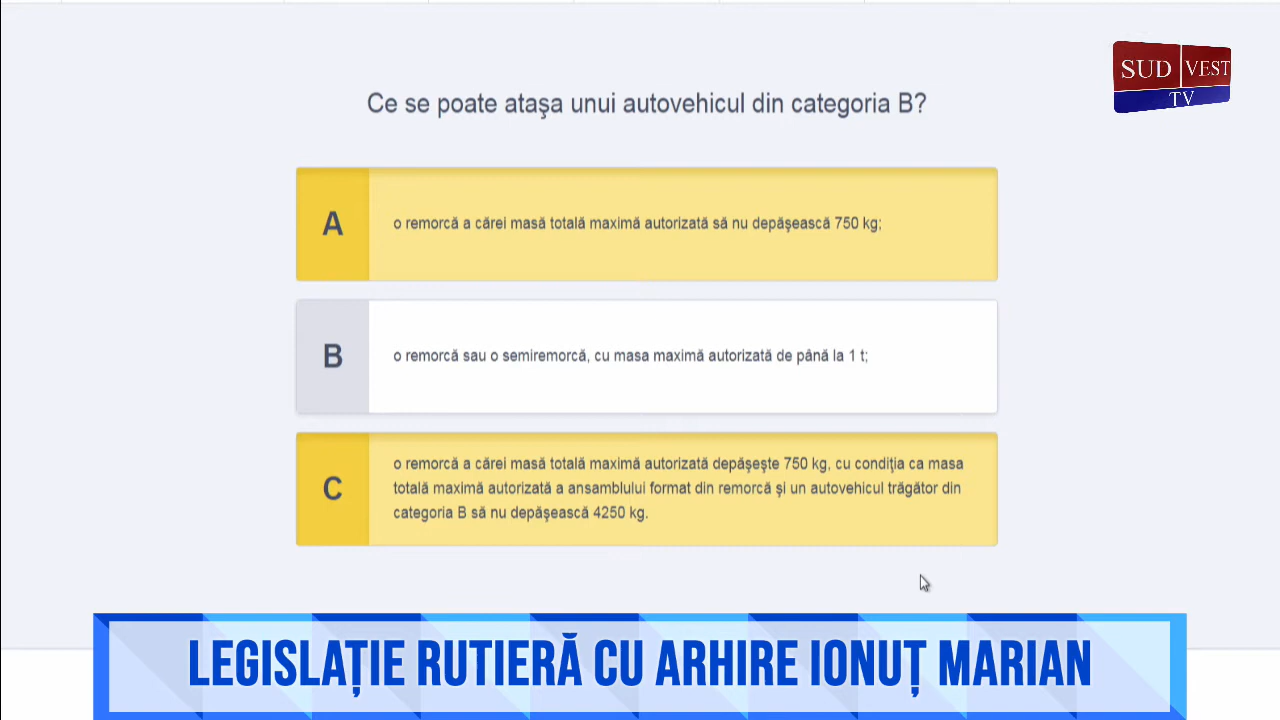 SUD VEST
TV
Ce se poate ataşa unui autovehicul din categoria B?
A
o remorcă a cărei masă totală maximă autorizată să nu depăşească 750 kg;
B
o remorcă sau o semiremorcă, cu masa maximă autorizată de până la 1 t;
C
o remorcă a cărei masă totală maximă autorizată depăşeşte 750 kg, cu condiţia ca masa
totală maximă autorizată a ansamblului format din remorcă şi un autovehicul trăgător din
categoria B să nu depăşească 4250 kg.
LEGISLAȚIE RUTIERĂ CU ARHIRE IONUȚ MARIAN